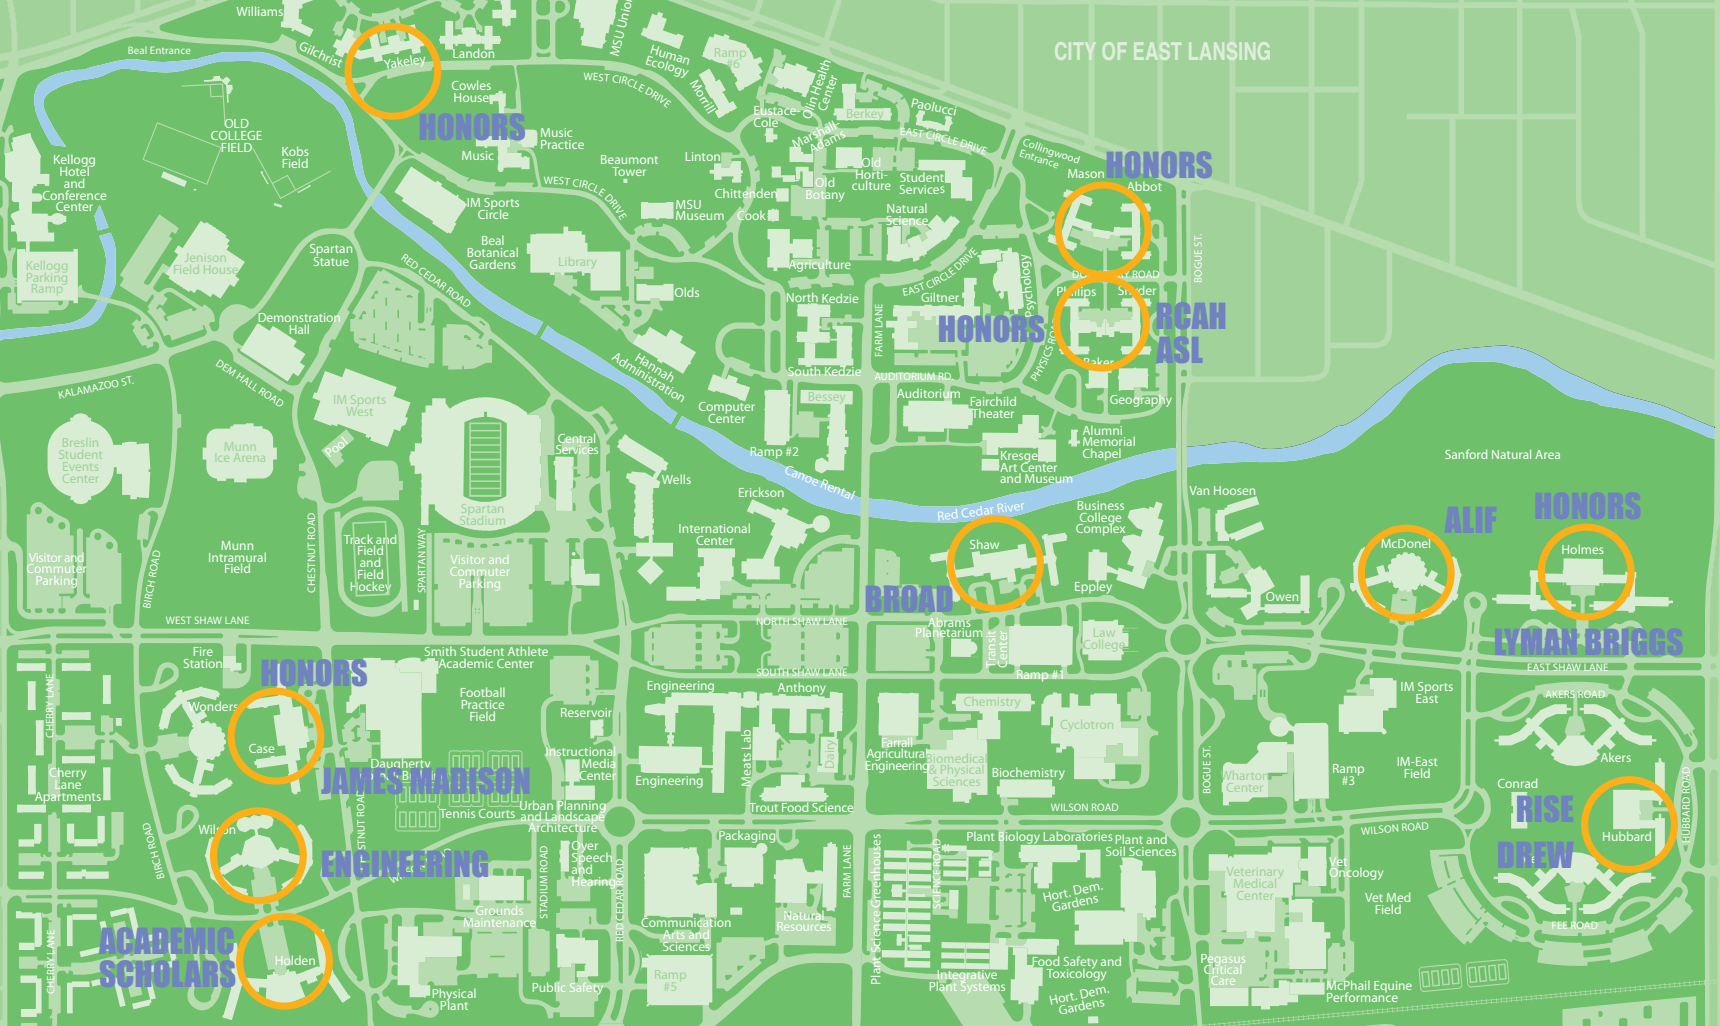 Williams
MSU Union
CITY OF EAST LANSING
Beal Entrance
Gilchrist
Yakeley
Landon
Human
Ecology
Ramp
#6
WEST CIRCLE DRIVE
Cowles
House
Morrill
Olin Health
Center
Eustace-
Cole
Berkey
Paolucci
HONORS
OLD
COLLEGE
FIELD
Kobs
Field
Music
Practice
Music
Marshall-
Adams
EAST CIRCLE DRIVE
Collingwood
Entrance
Kellogg
Hotel
and
Conference
Center
Beaumont
Tower
Linton
Old
Horti-
culture
Student
Services
HONORS
Mason
Abbot
WEST CIRCLE DRIVE
Chittenden
Old
Botany
IM Sports
Circle
MSU
Museum
Cook
Natural
Science
Beal
Botanical
Gardens
Spartan
Statue
Jenison
Field House
Kellogg
Parking
Ramp
RED CEDAR ROAD
Library
Agriculture
EAST CIRCLE DRIVE
Psychology
BOGUE ST.
Olds
North Kedzie
Giltner
Phillips
Snyder
Demonstration
Hall
FARM LANE
HONORS
RCAH
ASL
PHYSICS ROAD
Hannah
Administration
South Kedzie
Baker
KALAMAZOO ST.
DEM HALL ROAD
AUDITORIUM RD.
Auditorium
Geography
IM Sports
West
Computer
Center
Bessey
Fairchild
Theater
Breslin
Student
Events
Center
Munn
Ice Arena
Pool
Central
Services
Ramp #2
Alumni
Memorial
Chapel
Kresge
Art Center
and Museum
Sanford Natural Area
Wells
Canoe Rental
Erickson
Spartan
Stadium
Red Cedar River
Van Hoosen
Business
College
Complex
ALIF
HONORS
International
Center
Visitor and
Commuter
Parking
BIRCH ROAD
Munn
Intramural
Field
CHESTNUT ROAD
Track and
Field
and
Field
Hockey
SPARTAN WAY
Visitor and
Commuter
Parking
Shaw
McDonel
Holmes
Eppley
Owen
BROAD
WEST SHAW LANE
NORTH SHAW LANE
Abrams
Planetarium
Transit
Center
Law
College
LYMAN BRIGGS
EAST SHAW LANE
Fire
Station
Smith Student Athlete
Academic Center
SOUTH SHAW LANE
Ramp #1
HONORS
CHERRY LANE
Wonders
Case
Football
Practice
Field
Engineering
Anthony
Chemistry
IM Sports
East
AKERS ROAD
Reservoir
Cyclotron
Instructional
Media
Center
Meats Lab
Dairy
Farrall
Agricultural
Engineering
Biomedical
& Physical
Sciences
Biochemistry
BOGUE ST.
Wharton
Center
Ramp
#3
IM-East
Field
Akers
Cherry
Lane
Apartments
Daugherty
JAMES MADISON
Engineering
Conrad
HUBBARD ROAD
Tennis Courts
Urban Planning
and Landscape
Architecture
Trout Food Science
WILSON ROAD
WILSON ROAD
RISE
Hubbard
Wilson
BIRCH ROAD
ENGINEERING
Packaging
Plant Biology Laboratories
Plant and
Soil Sciences
DREW
Oyer
Speech
and
Hearing
STADIUM ROAD
RED CEDAR ROAD
FARM LANE
Plant Science Greenhouses
SCIENCE ROAD
Hort. Dem.
Gardens
Veterinary
Medical
Center
Vet
Oncology
Vet Med
Field
Grounds
Maintenance
Communication
Arts and
Sciences
Natural
Resources
FEE ROAD
ACADEMIC
SCHOLARS
CHERRY LANE
Holden
Physical
Plant
Public Safety
Ramp
#5
Integrative
Plant Systems
Food Safety and
Toxicology
Hort. Dem.
Gardens
Pegasus
Critical
Care
McPhail Equine
Performance